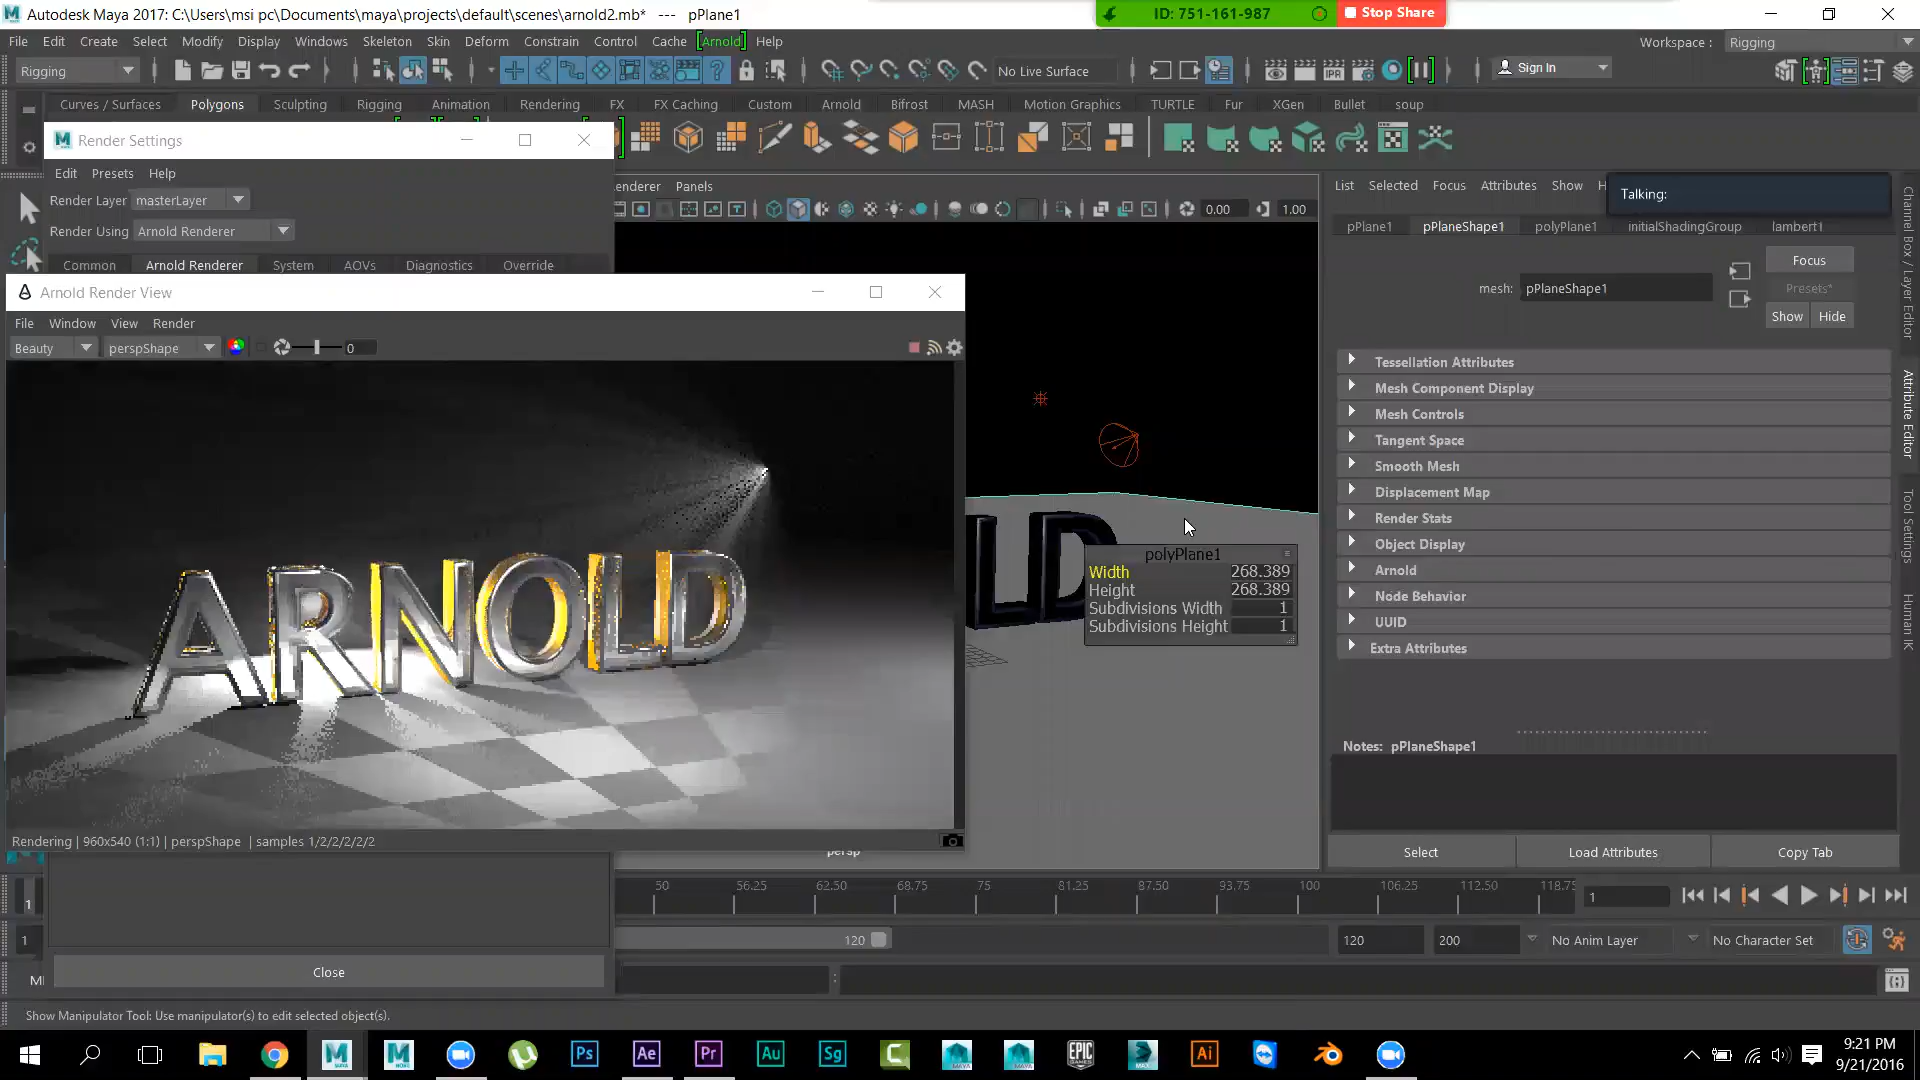 Autodesk Maya 2017: C:\Users\msi pc\Documents\maya\projects\default\scenes\arnold2.mb* --- pPlane1
ID: 751-161-987
Stop Share
File Edit Create Select Modify Display Windows Skeleton Skin Deform Constrain Control Cache [Arnold] Help
Workspace : Rigging
Rigging
No Live Surface
IPR
Sign In
Curves / Surfaces Polygons Sculpting Rigging Animation Rendering FX FX Caching Custom Arnold Bifrost MASH Motion Graphics TURTLE Fur XGen Bullet soup
Render Settings
Edit Presets Help
Render Layer masterLayer
Render Using Arnold Renderer
Common Arnold Renderer System AOVs Diagnostics Override
enderer Panels
0.00 1.00
Arnold Render View
File Window View Render
Beauty perspShape 0
ARNOLD
Rendering | 960x540 (1:1) | perspShape | samples 1/2/2/2/2/2
LD
polyPlane1
Width 268.389
Height 268.389
Subdivisions Width 1
Subdivisions Height 1
persp
List Selected Focus Attributes Show H
Talking:
pPlane1 pPlaneShape1 polyPlane1 initialShadingGroup lambert1
Focus
mesh: pPlaneShape1
Presets*
Show Hide
Tessellation Attributes
Mesh Component Display
Mesh Controls
Tangent Space
Smooth Mesh
Displacement Map
Render Stats
Object Display
Arnold
Node Behavior
UUID
Extra Attributes
Notes: pPlaneShape1
Select Load Attributes Copy Tab
Channel Box / Layer Editor
Attribute Editor
Tool Settings
Human IK
1 50 56.25 62.50 68.75 75 81.25 87.50 93.75 100 106.25 112.50 118.75 1
1 120 120 200 No Anim Layer No Character Set
Close
Show Manipulator Tool: Use manipulator(s) to edit selected object(s).
Ps Ae Pr Au Sg C EPIC GAMES Ai
9:21 PM
9/21/2016